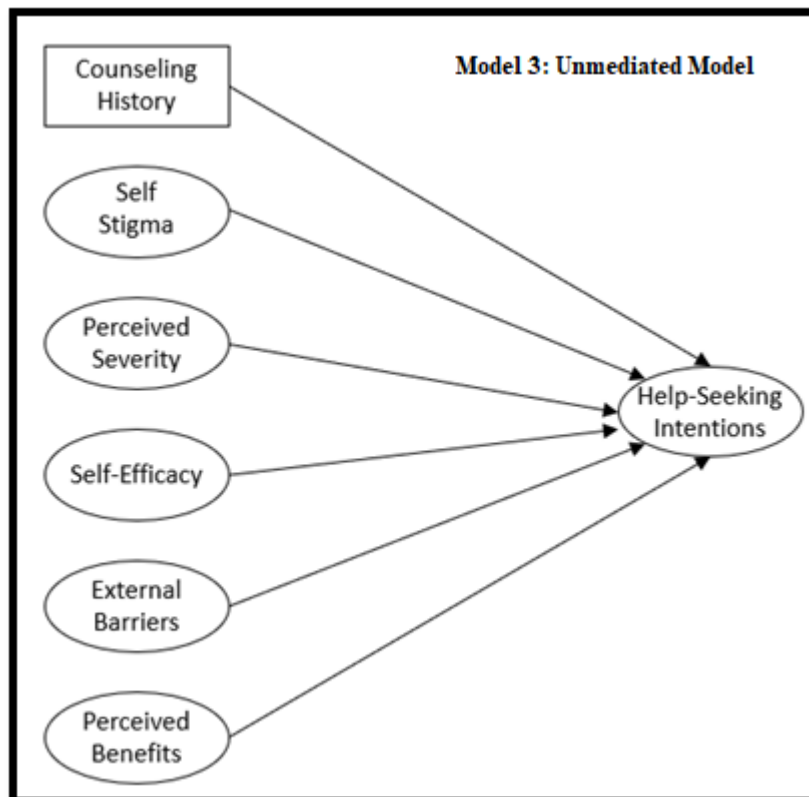 Counseling
History
Model 3: Unmediated Model
Self
Stigma
Perceived
Severity
Help-Seeking
Intentions
Self-Efficacy
External
Barriers
Perceived
Benefits